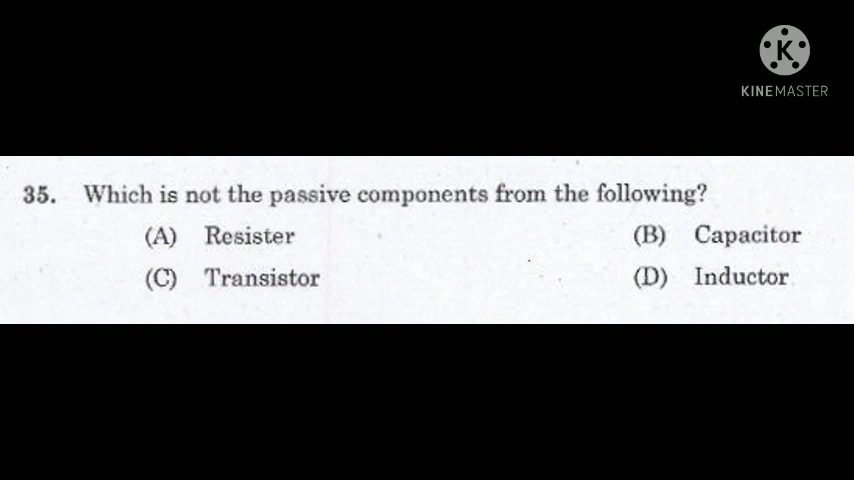 K
KINEMASTER
35. Which is not the passive components from the following?
(A) Resister (B) Capacitor
(C) Transistor (D) Inductor